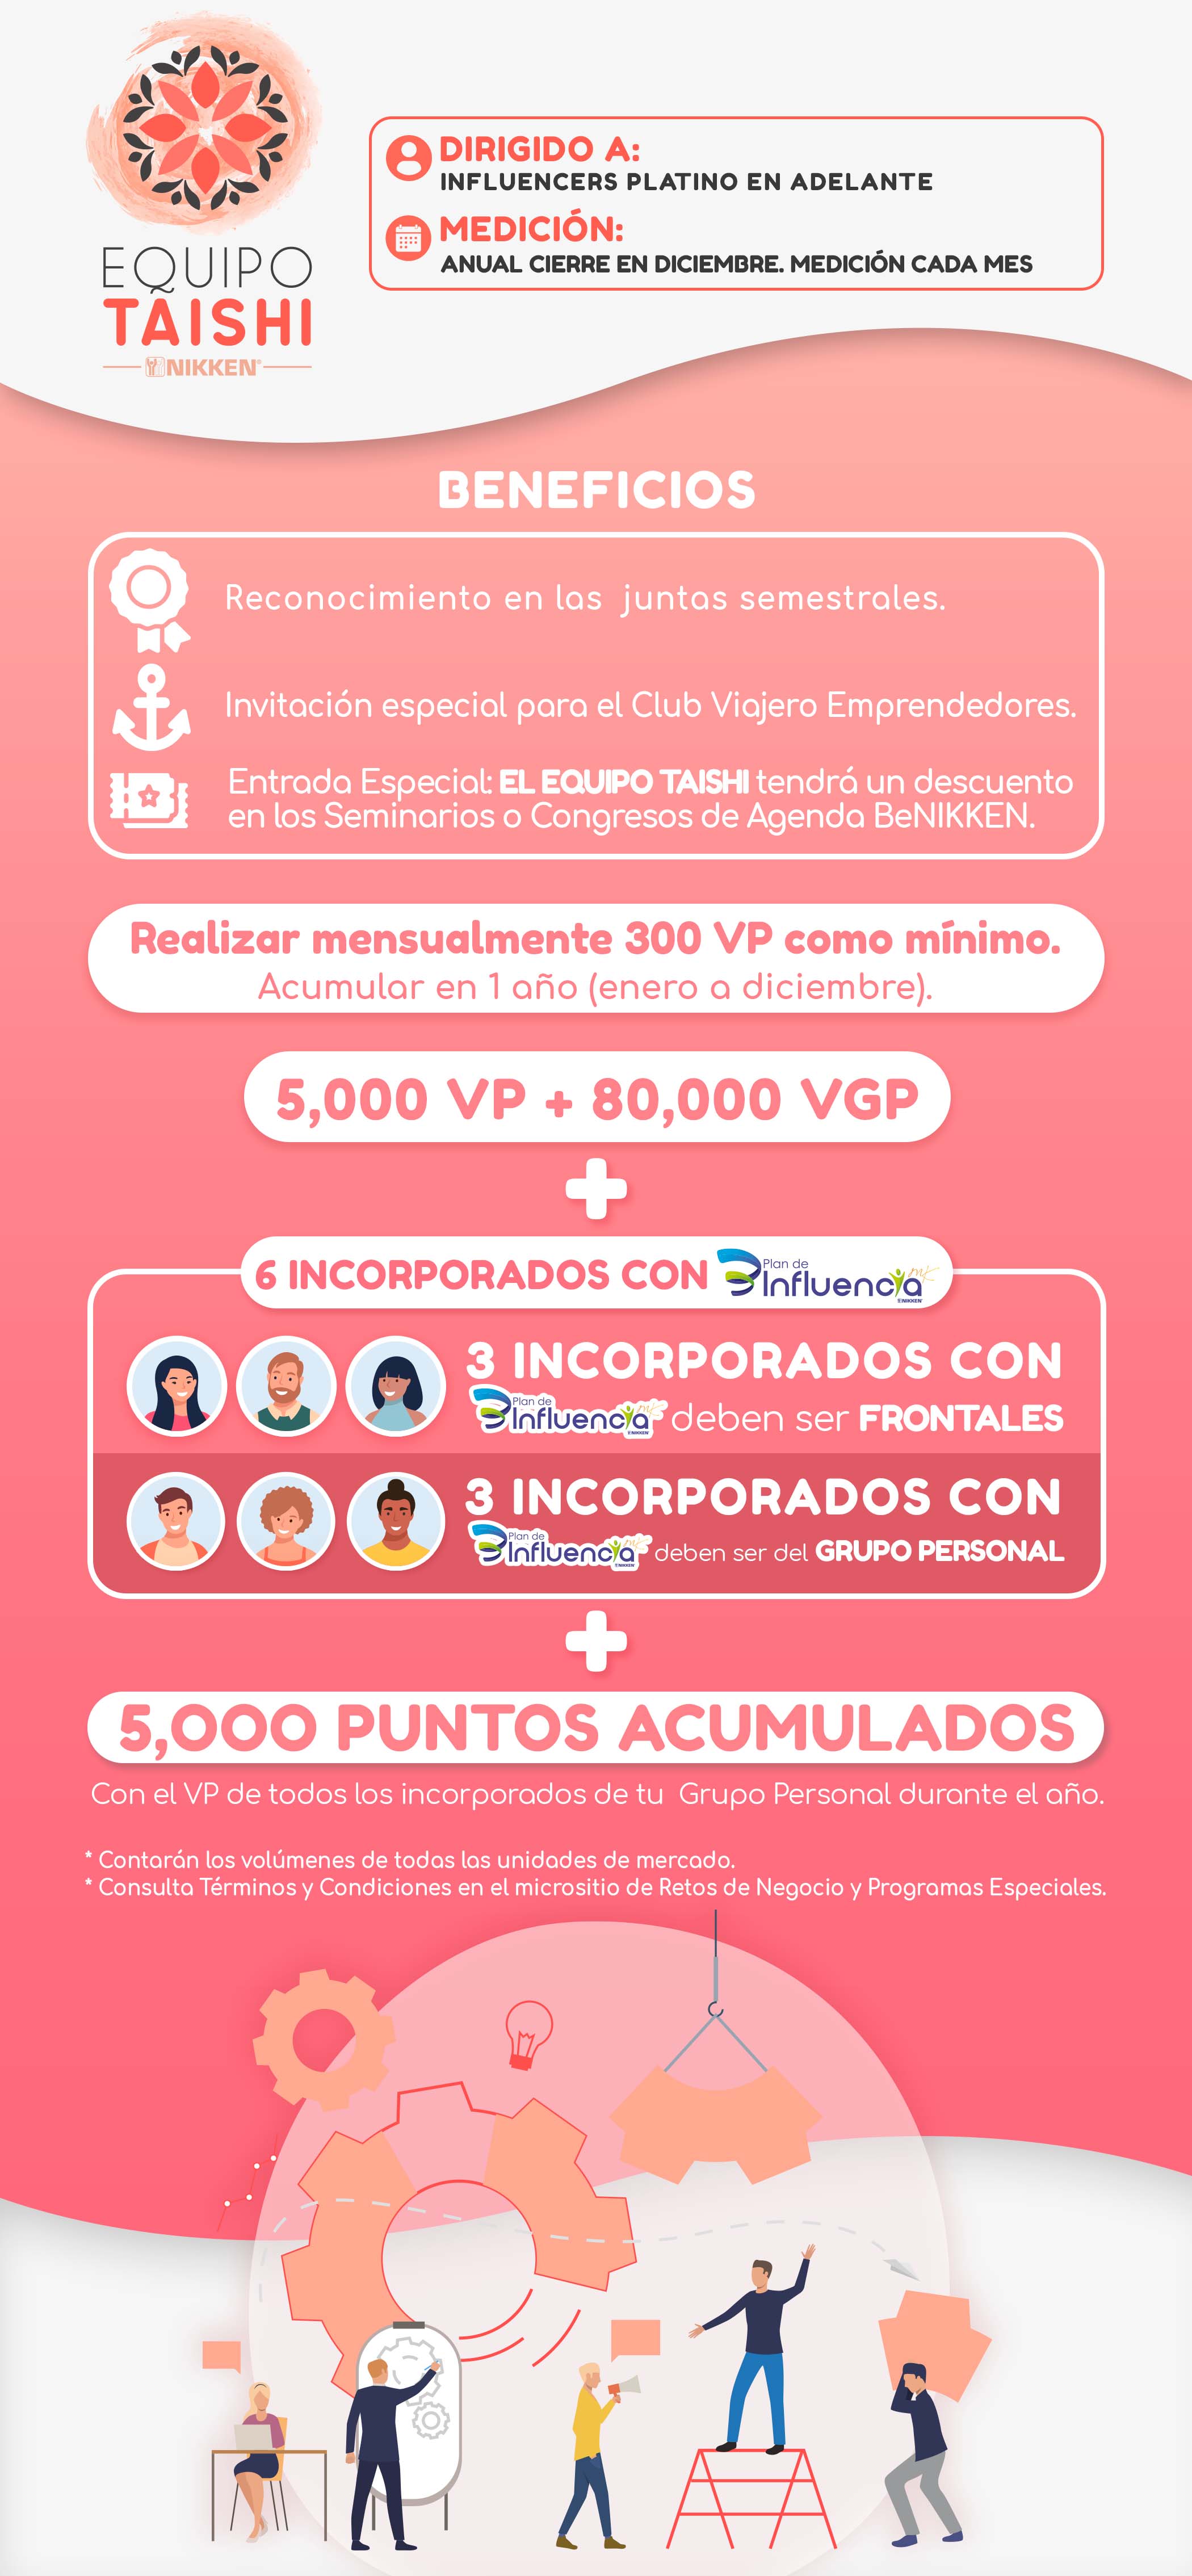 EQUIPO
TAISHI
NIKKEN®
DIRIGIDO A:
INFLUENCERS PLATINO EN ADELANTE
MEDICIÓN:
ANUAL CIERRE EN DICIEMBRE. MEDICIÓN CADA MES
BENEFICIOS
Reconocimiento en las juntas semestrales.
Invitación especial para el Club Viajero Emprendedores.
Entrada Especial: EL EQUIPO TAISHI tendrá un descuento
en los Seminarios o Congresos de Agenda BeNIKKEN.
Realizar mensualmente 300 VP como mínimo.
Acumular en 1 año (enero a diciembre).
5,000 VP + 80,000 VGP
+
6 INCORPORADOS CON Plan de Influencia mk NIKKEN
3 INCORPORADOS CON
Plan de Influencia mk NIKKEN deben ser FRONTALES
3 INCORPORADOS CON
Plan de Influencia mk NIKKEN deben ser del GRUPO PERSONAL
+
5,000 PUNTOS ACUMULADOS
Con el VP de todos los incorporados de tu Grupo Personal durante el año.
* Contarán los volúmenes de todas las unidades de mercado.
* Consulta Términos y Condiciones en el micrositio de Retos de Negocio y Programas Especiales.